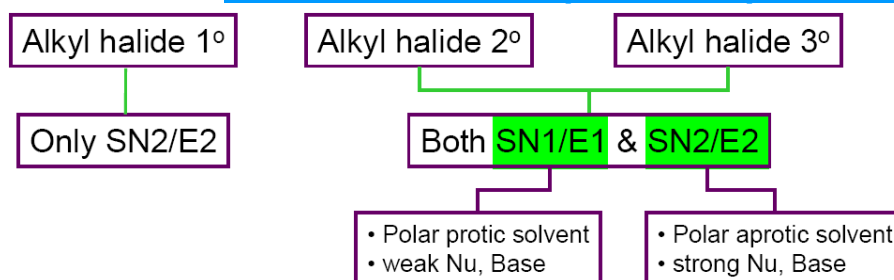 Alkyl halide 1º
Alkyl halide 2º
Alkyl halide 3º
Only SN2/E2
Both SN1/E1 & SN2/E2
• Polar protic solvent
• weak Nu, Base
• Polar aprotic solvent
• strong Nu, Base